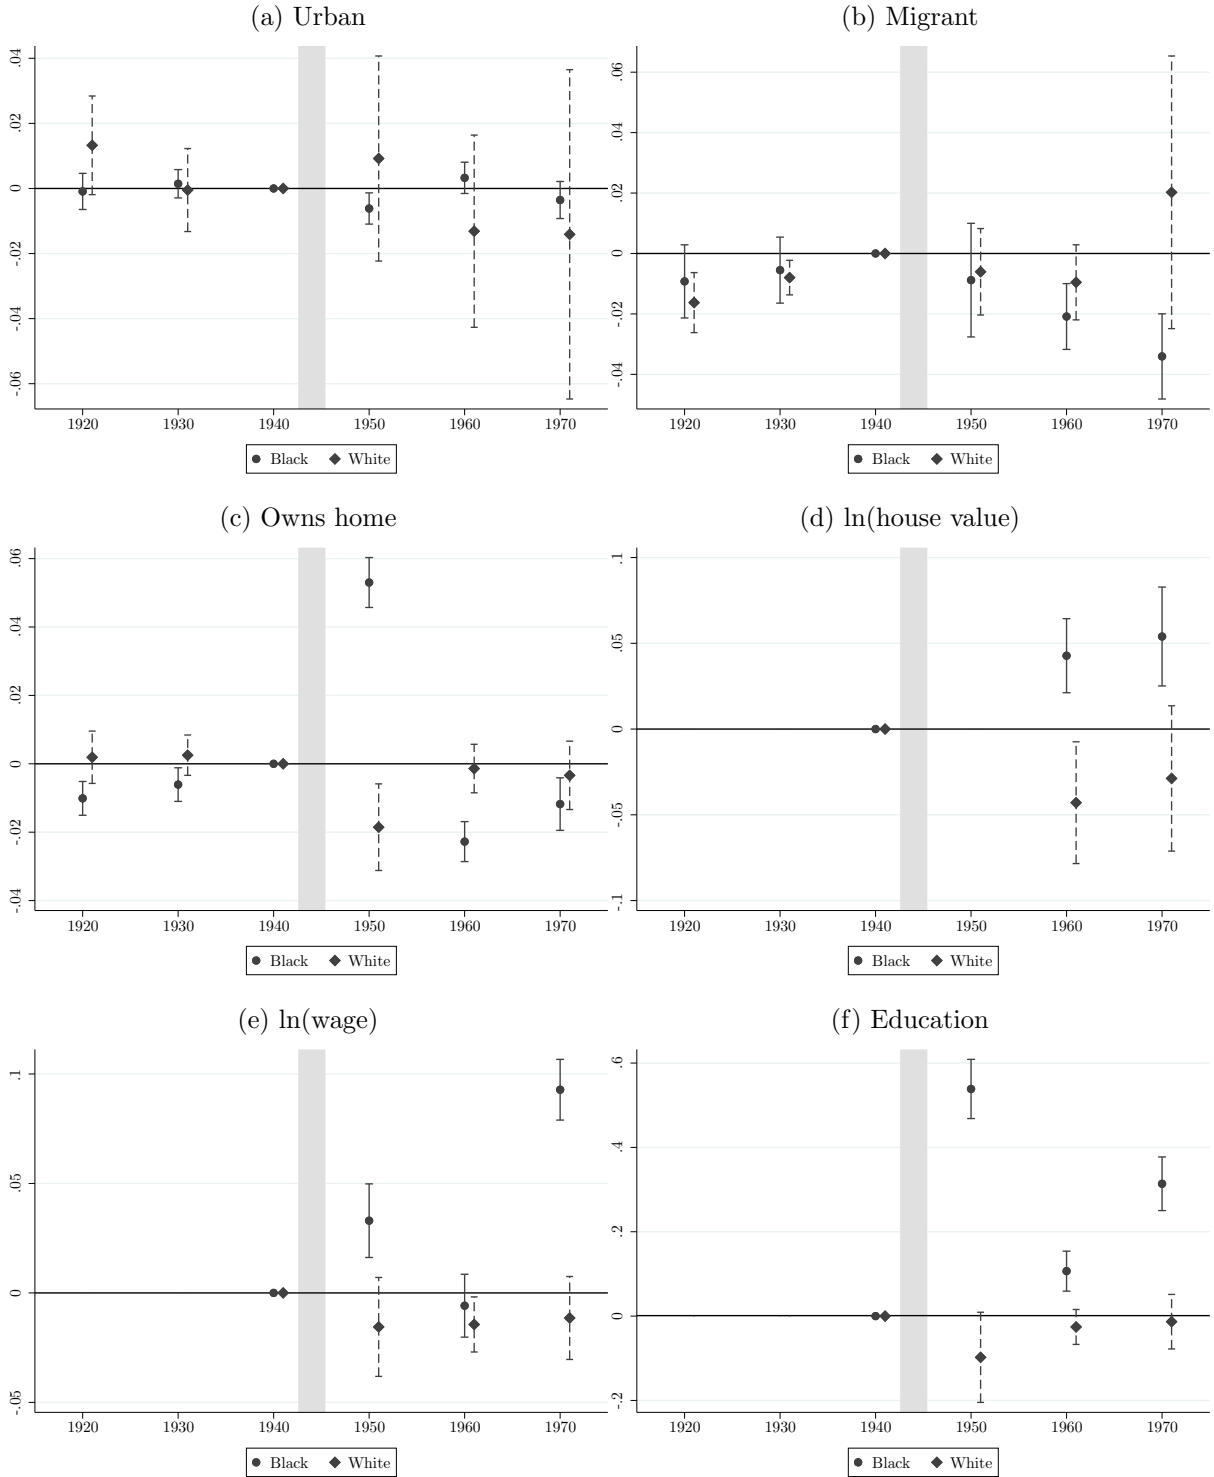 (a) Urban
.04
.02
0
-.02
-.04
-.06
1920 1930 1940 1950 1960 1970
Black White
(b) Migrant
.06
.04
.02
0
-.02
-.04
1920 1930 1940 1950 1960 1970
Black White
(c) Owns home
.06
.04
.02
0
-.02
-.04
1920 1930 1940 1950 1960 1970
Black White
(d) ln(house value)
.1
.05
0
-.05
-.1
1920 1930 1940 1950 1960 1970
Black White
(e) ln(wage)
.1
.05
0
-.05
1920 1930 1940 1950 1960 1970
Black White
(f) Education
.6
.4
.2
0
-.2
1920 1930 1940 1950 1960 1970
Black White